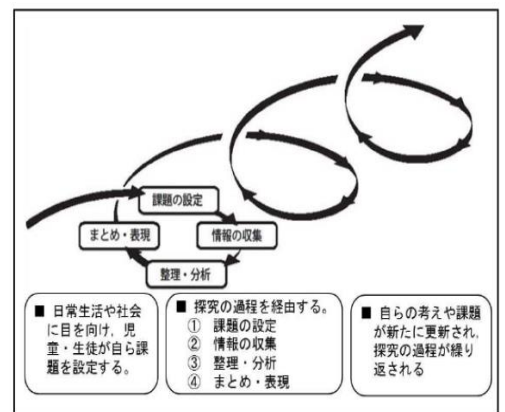 課題の設定
まとめ・表現
情報の収集
整理・分析
■ 日常生活や社会
に目を向け，児
童・生徒が自ら課
題を設定する。
■ 探究の過程を経由する。
① 課題の設定
② 情報の収集
③ 整理・分析
④ まとめ・表現
■ 自らの考えや課題
が新たに更新され，
探究の過程が繰り
返される